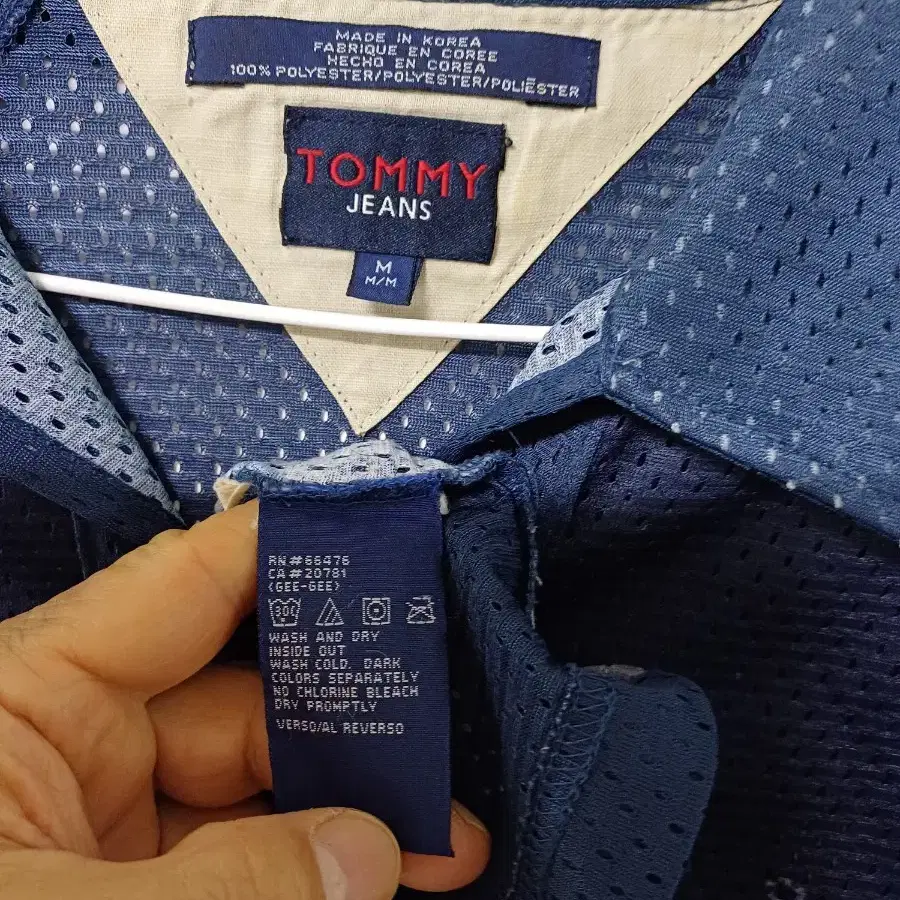 MADE IN KOREA
FABRIQUE EN COREE
HECHO EN COREA
100% POLYESTER/POLYESTER/POLIÉSTER
TOMMY
JEANS
M
M/M
RN#66476
CA#20781
(GEE-GEE)
30°
WASH AND DRY
INSIDE OUT
WASH COLD. DARK
COLORS SEPARATELY
NO CHLORINE BLEACH
DRY PROMPTLY
VERSO/AL REVERSO